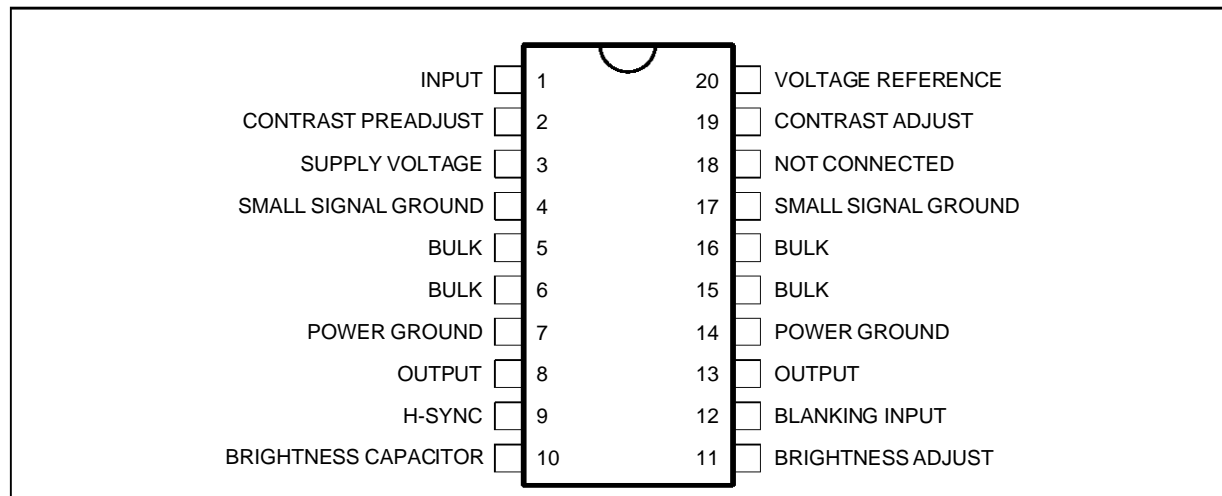 INPUT 1 20 VOLTAGE REFERENCE
CONTRAST PREADJUST 2 19 CONTRAST ADJUST
SUPPLY VOLTAGE 3 18 NOT CONNECTED
SMALL SIGNAL GROUND 4 17 SMALL SIGNAL GROUND
BULK 5 16 BULK
BULK 6 15 BULK
POWER GROUND 7 14 POWER GROUND
OUTPUT 8 13 OUTPUT
H-SYNC 9 12 BLANKING INPUT
BRIGHTNESS CAPACITOR 10 11 BRIGHTNESS ADJUST